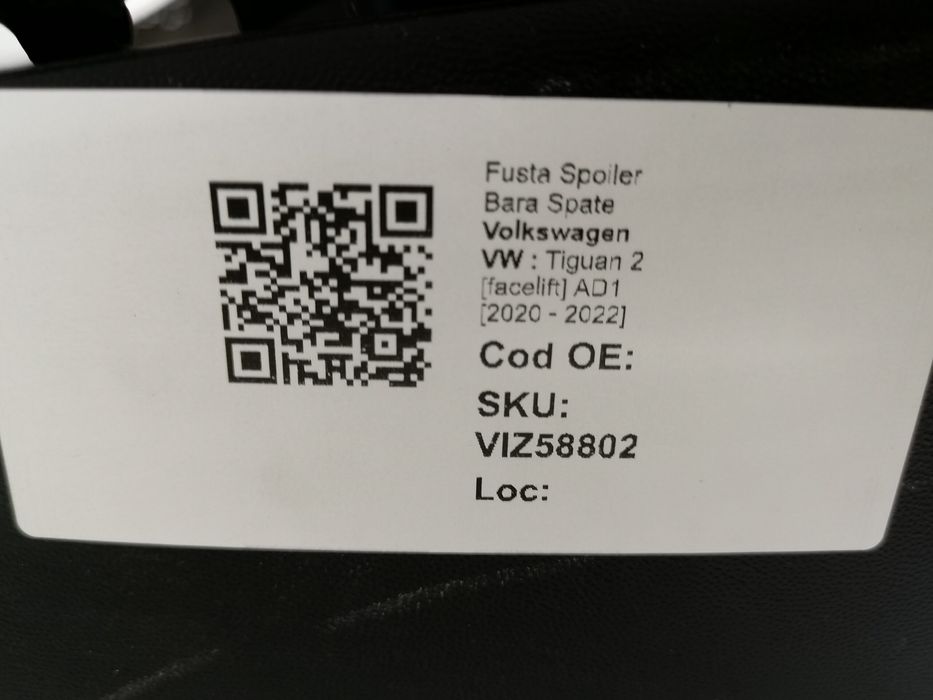 Fusta Spoiler
Bara Spate
Volkswagen
VW : Tiguan 2
[facelift] AD1
[2020 - 2022]
Cod OE:
SKU:
VIZ58802
Loc: